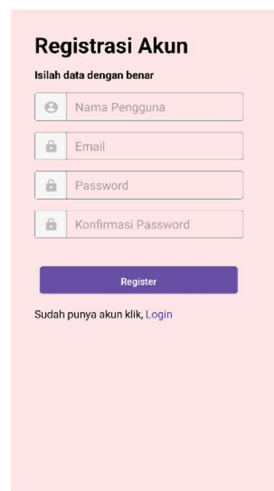 Registrasi Akun
Isilah data dengan benar
Nama Pengguna
Email
Password
Konfirmasi Password
Register
Sudah punya akun klik, Login